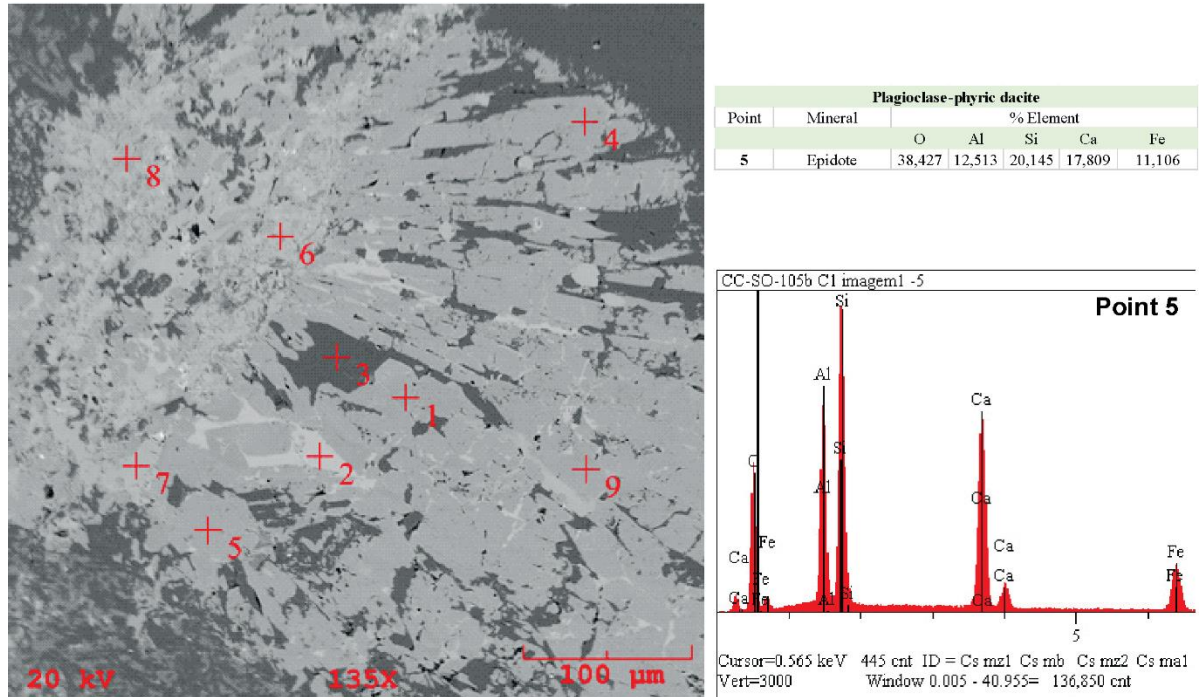 4
8
6
3
1
7
2
9
5
20 kV 135X 100 µm
Plagioclase-phyric dacite
Point Mineral % Element
O Al Si Ca Fe
5 Epidote 38,427 12,513 20,145 17,809 11,106
CC-SO-105b C1 imagem1 -5
Point 5
Si
Al
Ca
Si
O
Al
Ca
Fe
Ca
Ca
Fe
Fe
Ca
Fe
Ca
Fe
Al
Si
Ca
5
Cursor=0.565 keV 445 cnt ID = Cs mz1 Cs mb Cs mz2 Cs ma1
Vert=3000 Window 0.005 - 40.955= 136,850 cnt